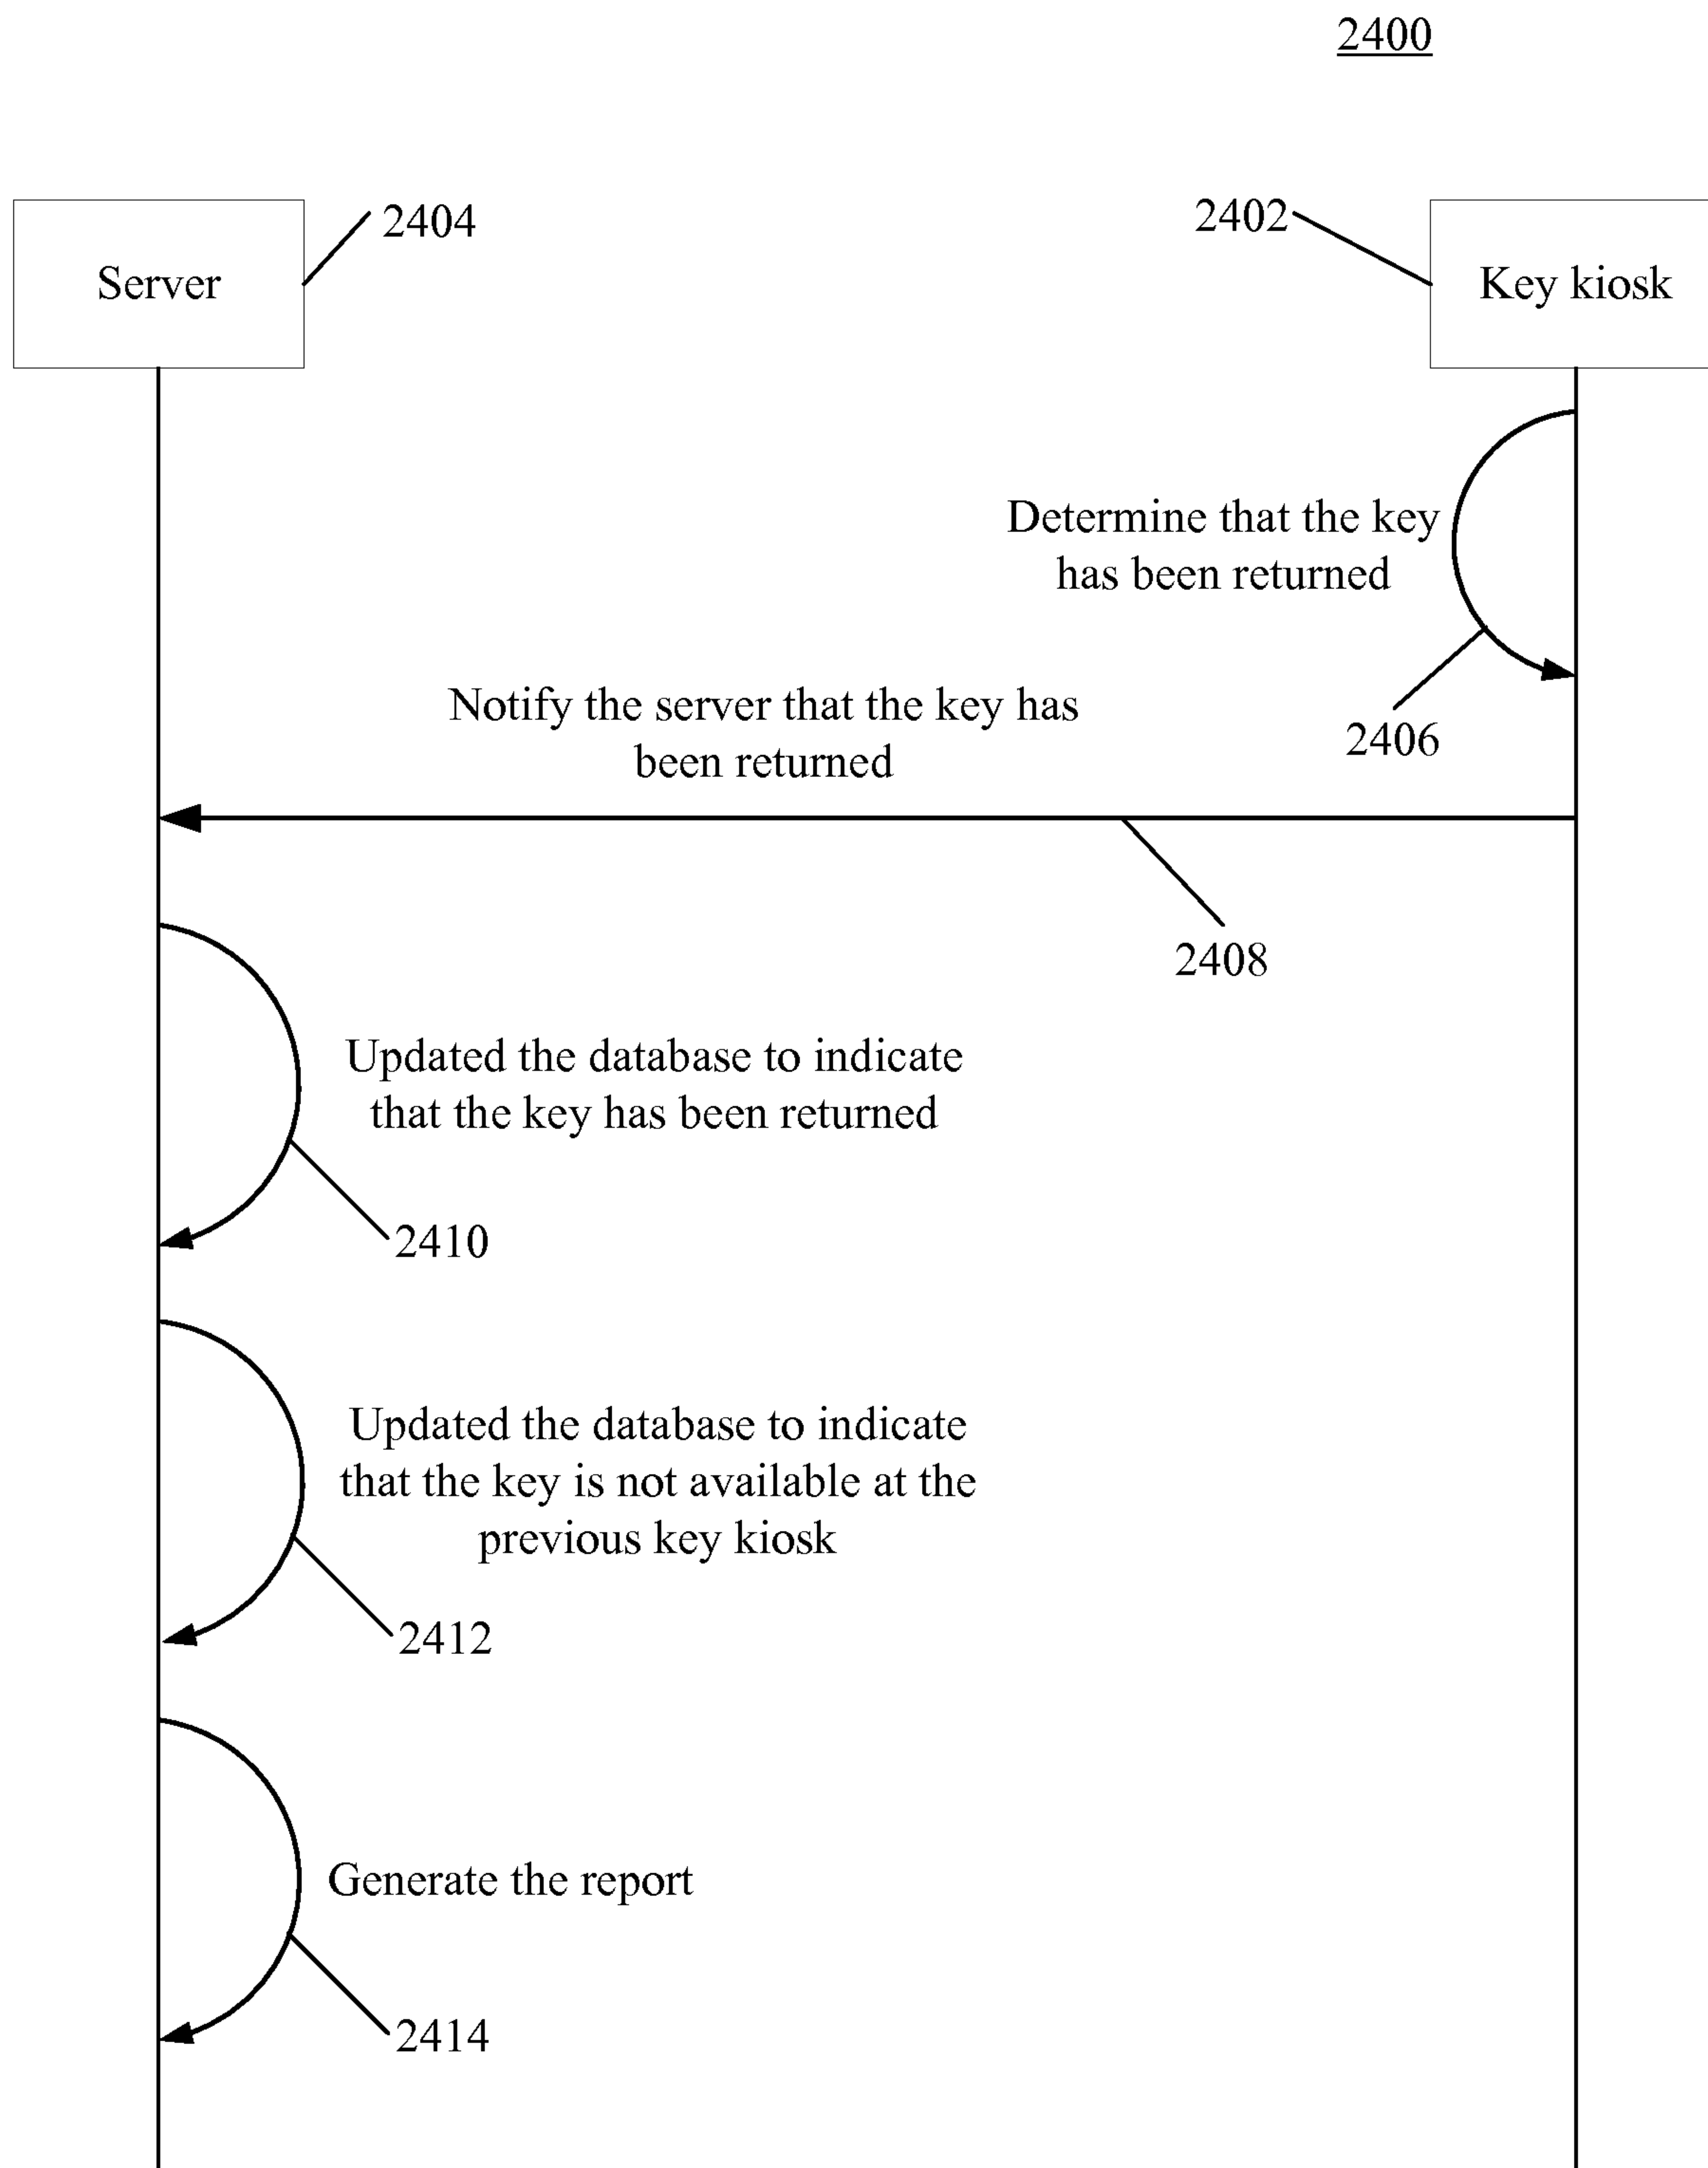 2400
2404
2402
Server
Key kiosk
Determine that the key
has been returned
2406
Notify the server that the key has
been returned
2408
Updated the database to indicate
that the key has been returned
2410
Updated the database to indicate
that the key is not available at the
previous key kiosk
2412
Generate the report
2414